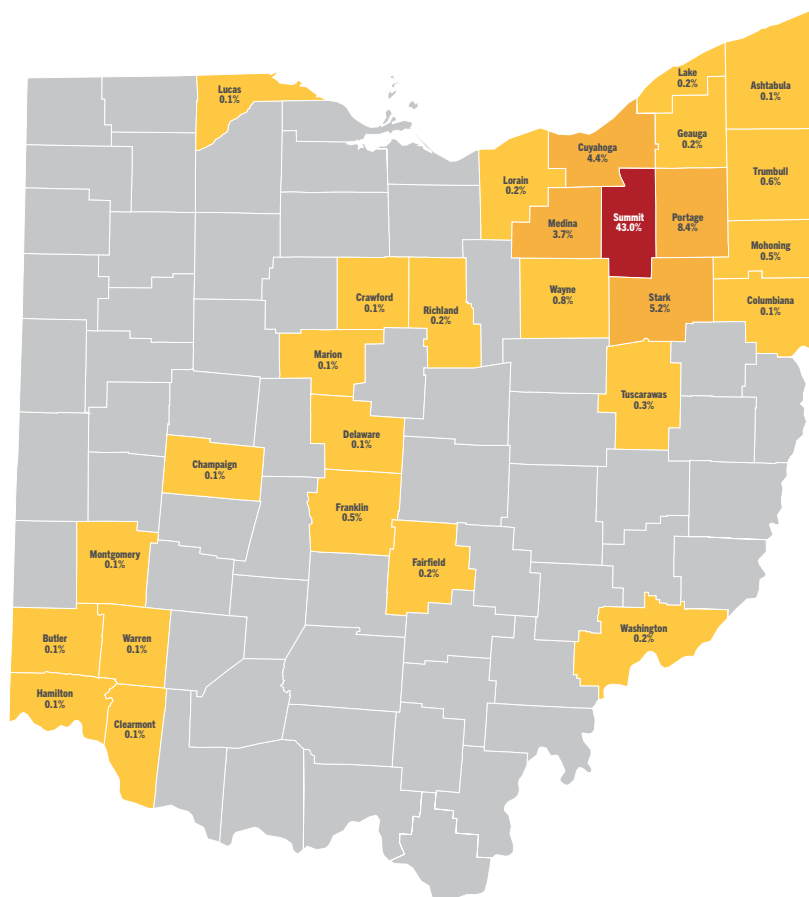 Lucas
0.1%
Lake
0.2%
Ashtabula
0.1%
Geauga
0.2%
Cuyahoga
4.4%
Trumbull
0.6%
Lorain
0.2%
Medina
3.7%
Summit
43.0%
Portage
8.4%
Mohoning
0.5%
Crawford
0.1%
Richland
0.2%
Wayne
0.8%
Stark
5.2%
Columbiana
0.1%
Marion
0.1%
Tuscarawas
0.3%
Delaware
0.1%
Champaign
0.1%
Franklin
0.5%
Montgomery
0.1%
Fairfield
0.2%
Butler
0.1%
Warren
0.1%
Washington
0.2%
Hamilton
0.1%
Clearmont
0.1%